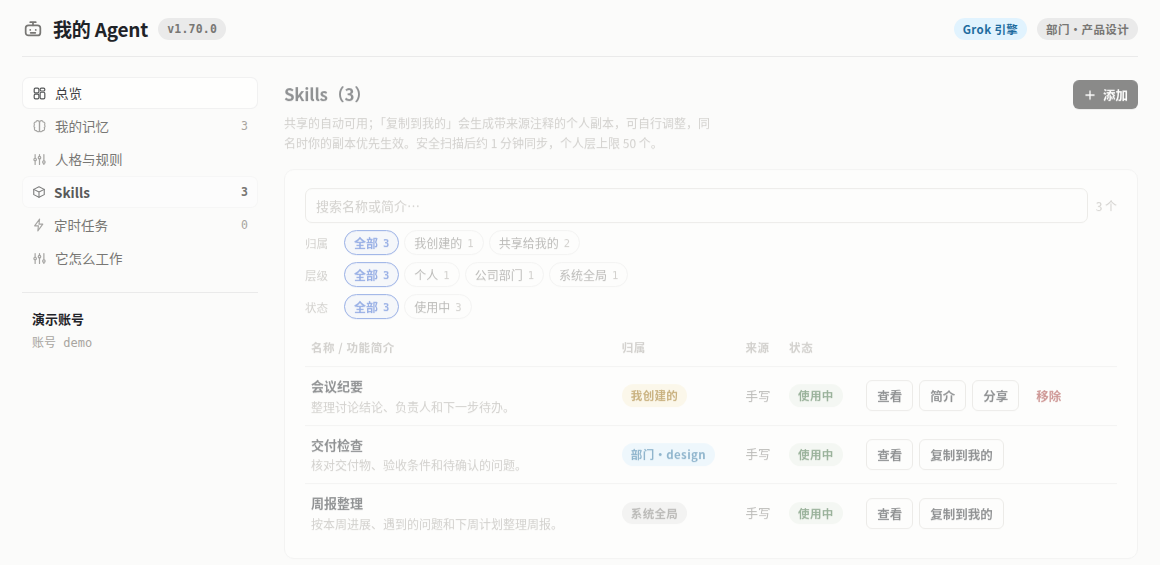 我的 Agent v1.70.0 Grok 引擎 部门·产品设计
总览
我的记忆 3
人格与规则
Skills 3
定时任务 0
它怎么工作
演示账号
账号 demo
Skills（3） + 添加
共享的自动可用；「复制到我的」会生成带来源注释的个人副本，可自行调整，同
名时你的副本优先生效。安全扫描后约 1 分钟同步，个人层上限 50 个。
搜索名称或简介… 3 个
归属 全部 3 我创建的 1 共享给我的 2
层级 全部 3 个人 1 公司部门 1 系统全局 1
状态 全部 3 使用中 3
名称 / 功能简介 归属 来源 状态
会议纪要 我创建的 手写 使用中 查看 简介 分享 移除
整理讨论结论、负责人和下一步待办。
交付检查 部门·design 手写 使用中 查看 复制到我的
核对交付物、验收条件和待确认的问题。
周报整理 系统全局 手写 使用中 查看 复制到我的
按本周进展、遇到的问题和下周计划整理周报。